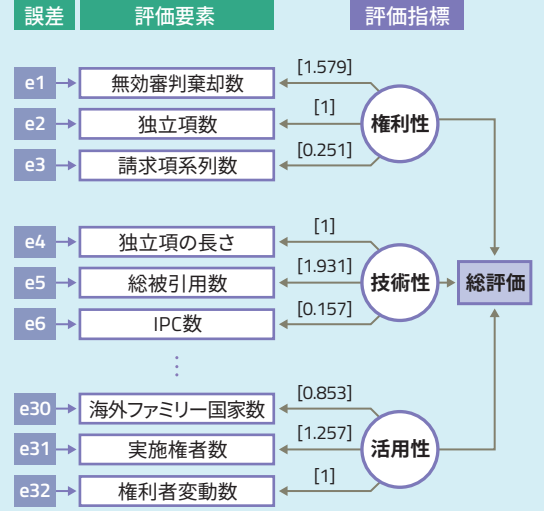 誤差 評価要素 評価指標
[1.579]
e1 無効審判棄却数
[1]
e2 独立項数 権利性
[0.251]
e3 請求項系列数
[1]
e4 独立項の長さ
[1.931]
e5 総被引用数 技術性 総評価
[0.157]
e6 IPC数
⋮
[0.853]
e30 海外ファミリー国家数
[1.257]
e31 実施権者数 活用性
[1]
e32 権利者変動数